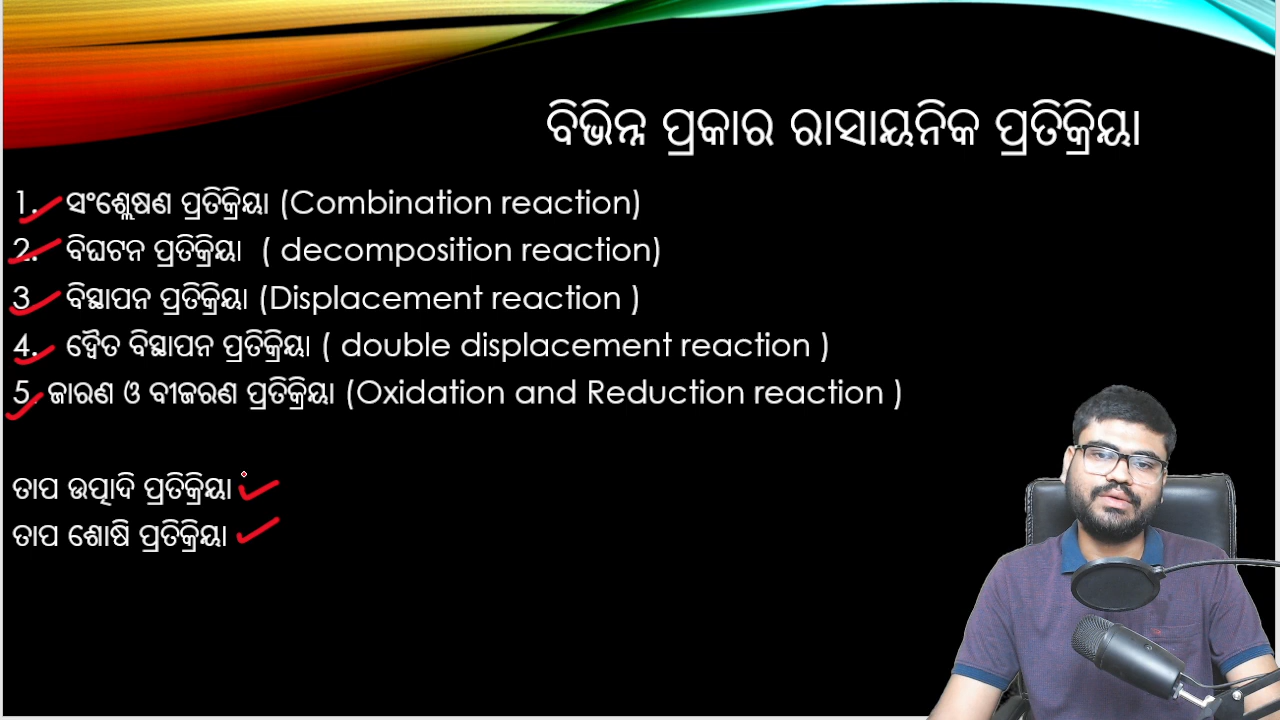 ବିଭିନ୍ନ ପ୍ରକାର ରାସାୟନିକ ପ୍ରତିକ୍ରିୟା
1. ସଂଶ୍ଲେଷଣ ପ୍ରତିକ୍ରିୟା (Combination reaction)
2. ବିଘଟନ ପ୍ରତିକ୍ରିୟା ( decomposition reaction)
3. ବିସ୍ଥାପନ ପ୍ରତିକ୍ରିୟା (Displacement reaction )
4. ଦ୍ୱୈତ ବିସ୍ଥାପନ ପ୍ରତିକ୍ରିୟା ( double displacement reaction )
5. ଜାରଣ ଓ ବୀଜରଣ ପ୍ରତିକ୍ରିୟା (Oxidation and Reduction reaction )
ତାପ ଉତ୍ପାଦି ପ୍ରତିକ୍ରିୟା
ତାପ ଶୋଷି ପ୍ରତିକ୍ରିୟା